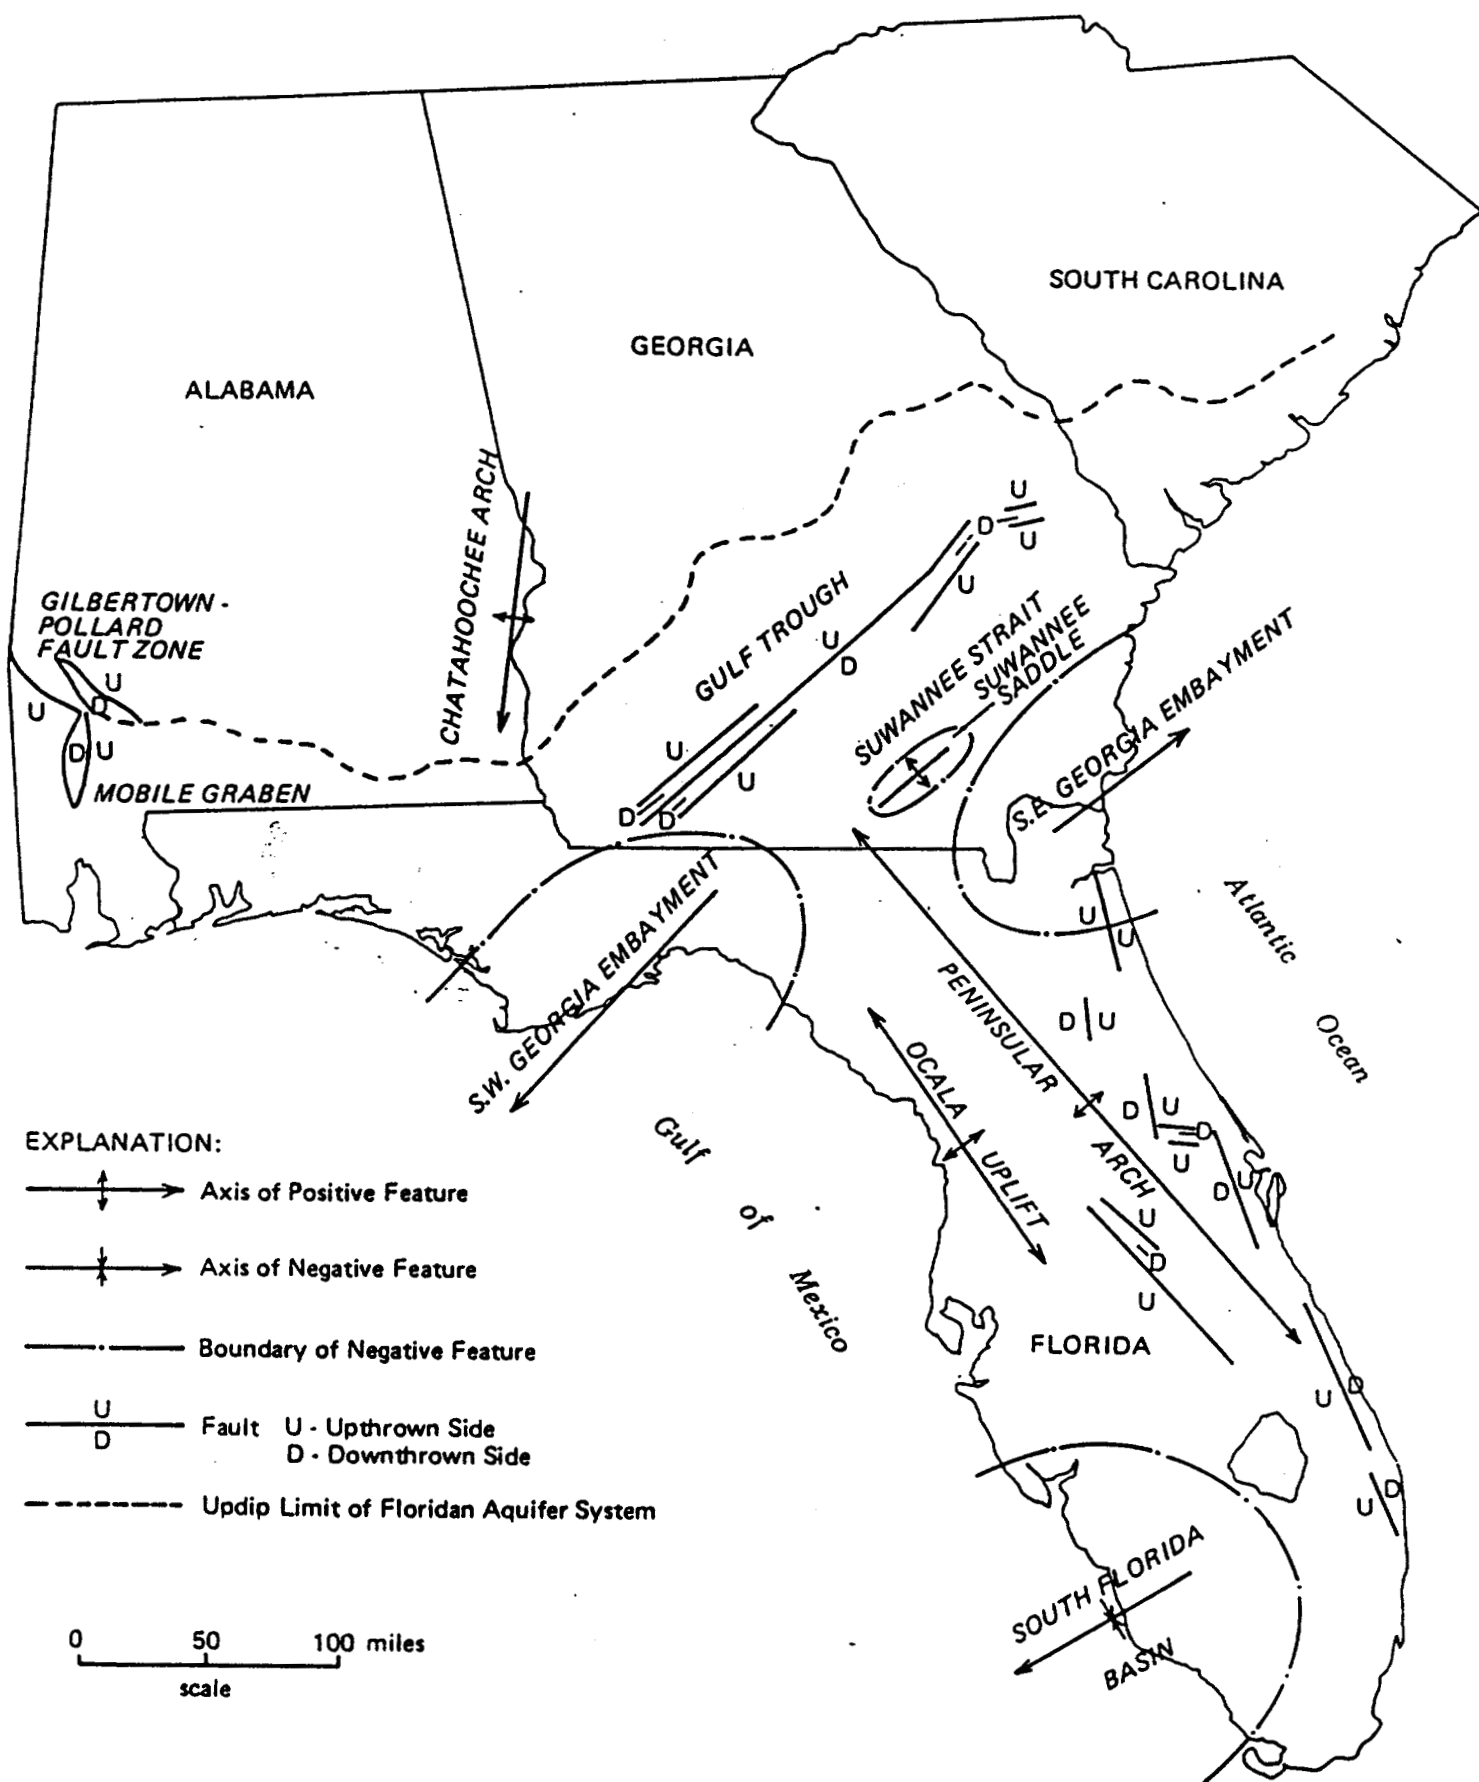 SOUTH CAROLINA
GEORGIA
ALABAMA
CHATAHOOCHEE ARCH
GILBERTOWN -
POLLARD
FAULT ZONE
U
U
D
D
U
MOBILE GRABEN
GULF TROUGH
U
D
U
U
U
D
U
U
D
D
SUWANNEE STRAIT
SUWANNEE
SADDLE
S.E. GEORGIA EMBAYMENT
S.W. GEORGIA EMBAYMENT
Atlantic
Ocean
U
U
D
U
PENINSULAR
ARCH
OCALA
UPLIFT
D
U
D
U
U
D
U
D
U
Gulf
of
Mexico
FLORIDA
U
D
U
D
SOUTH FLORIDA
BASIN
EXPLANATION:
Axis of Positive Feature
Axis of Negative Feature
Boundary of Negative Feature
U
D
Fault U - Upthrown Side
D - Downthrown Side
Updip Limit of Floridan Aquifer System
0 50 100 miles
scale